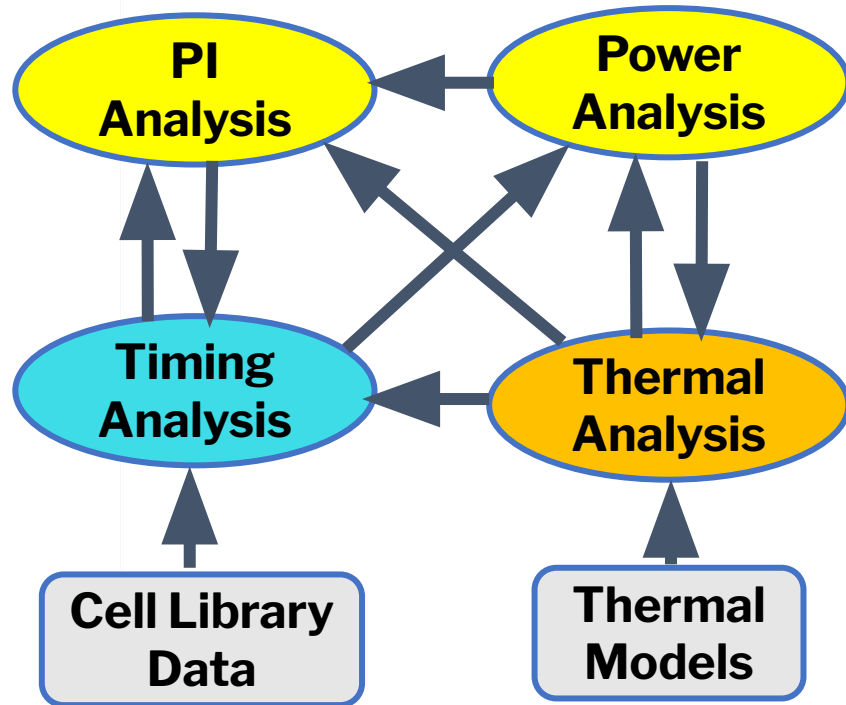 PI
Analysis
Power
Analysis
Timing
Analysis
Thermal
Analysis
Cell Library
Data
Thermal
Models